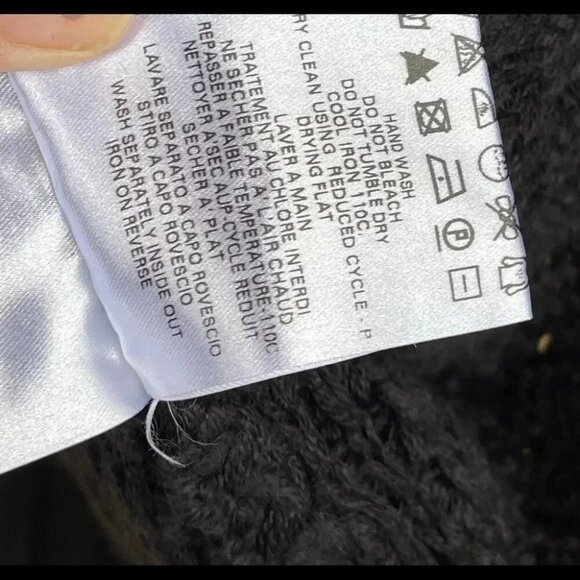 HAND WASH
DO NOT BLEACH
DO NOT TUMBLE DRY
COOL IRON, 110C,
RY CLEAN USING REDUCED CYCLE - P
DRYING FLAT
LAVER A MAIN
TRAITEMENT AU CHLORE INTERDI
NE SECHER PAS A L'AIR CHAUD
REPASSER A FAIBLE TEMPERATURE-110C
NETTOYER A SEC AUP CYCLE REDUIT
SECHER A PLAT
LAVARE SEPARATO A CAPO ROVESCIO
STIRO A CAPO ROVESCIO
WASH SEPARATELY INSIDE OUT
IRON ON REVERSE
P